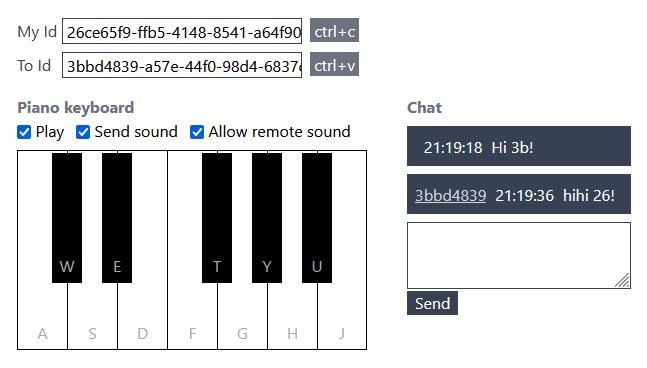 My Id 26ce65f9-ffb5-4148-8541-a64f90 ctrl+c
To Id 3bbd4839-a57e-44f0-98d4-6837c ctrl+v
Piano keyboard
Play Send sound Allow remote sound
W E T Y U
A S D F G H J
Chat
21:19:18 Hi 3b!
3bbd4839 21:19:36 hihi 26!
Send